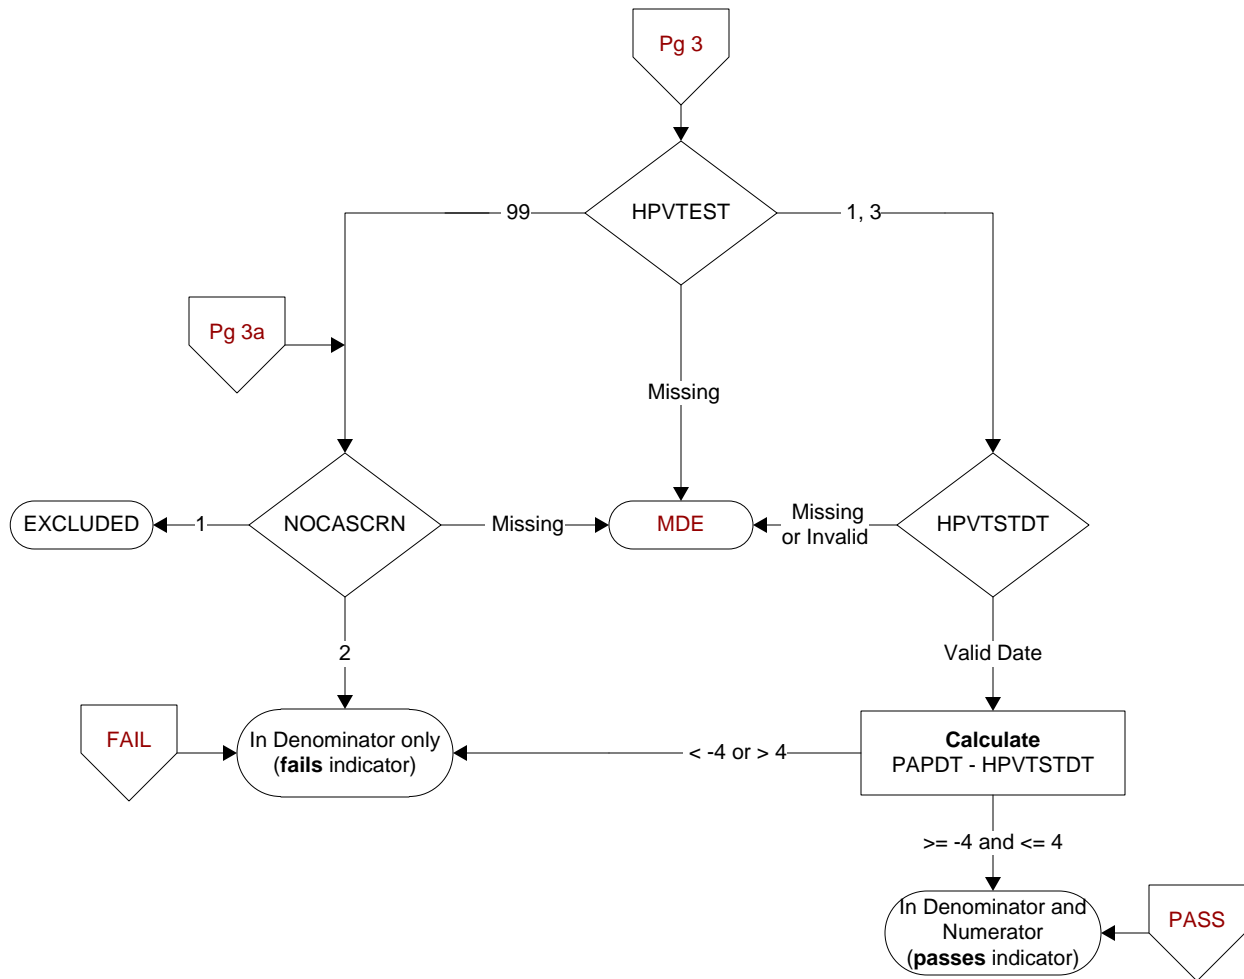 Pg 3
HPVTEST
99
1, 3
Pg 3a
Missing
EXCLUDED
1
NOCASCRN
Missing
MDE
Missing
or Invalid
HPVTSTDT
2
Valid Date
FAIL
In Denominator only
(fails indicator)
< -4 or > 4
Calculate
PAPDT - HPVTSTDT
>= -4 and <= 4
In Denominator and
Numerator
(passes indicator)
PASS